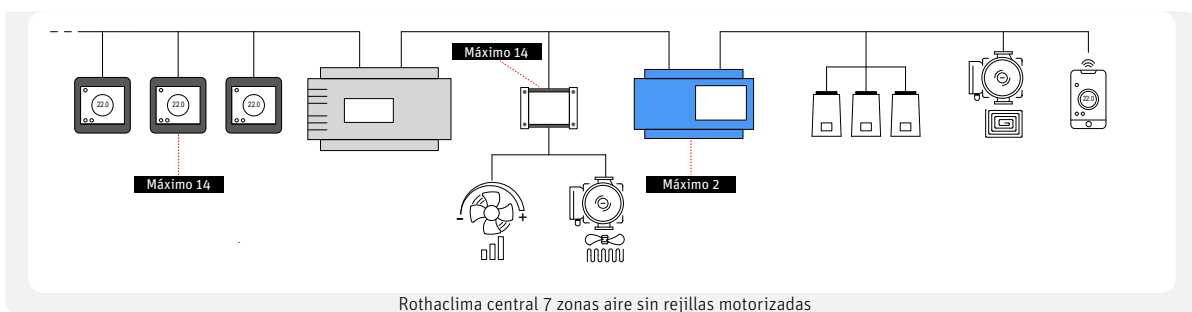 Máximo 14
22.0
22.0
22.0
22.0
Máximo 14
Máximo 2
- +
Rothaclima central 7 zonas aire sin rejillas motorizadas